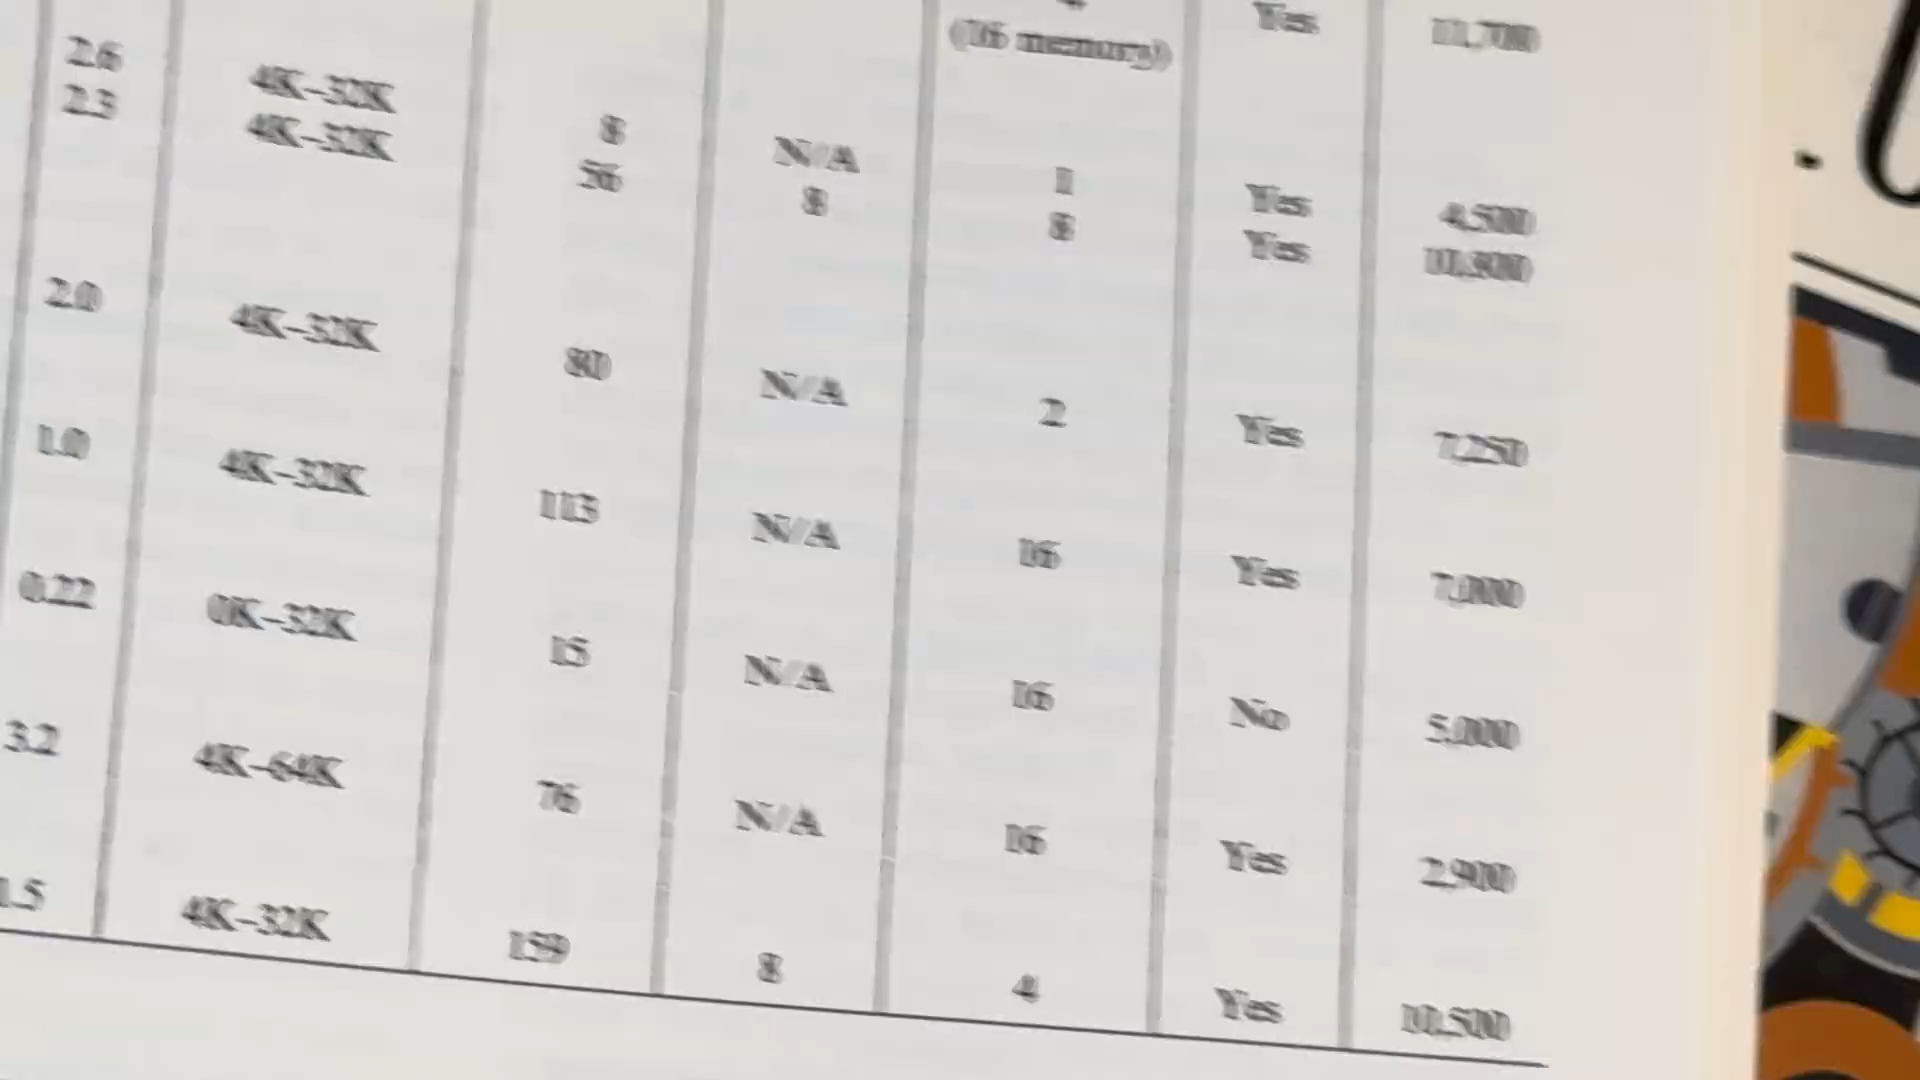 (16 memory) Yes 11,700
2.6 4K–32K 8 N/A 1 Yes 4,500
2.3 4K–32K 56 8 8 Yes 10,800
2.0 4K–32K 80 N/A 2 Yes 7,250
1.0 4K–32K 113 N/A 16 Yes 7,000
0.22 0K–32K 15 N/A 16 No 5,000
3.2 4K–64K 76 N/A 16 Yes 2,900
1.5 4K–32K 159 8 4 Yes 10,500